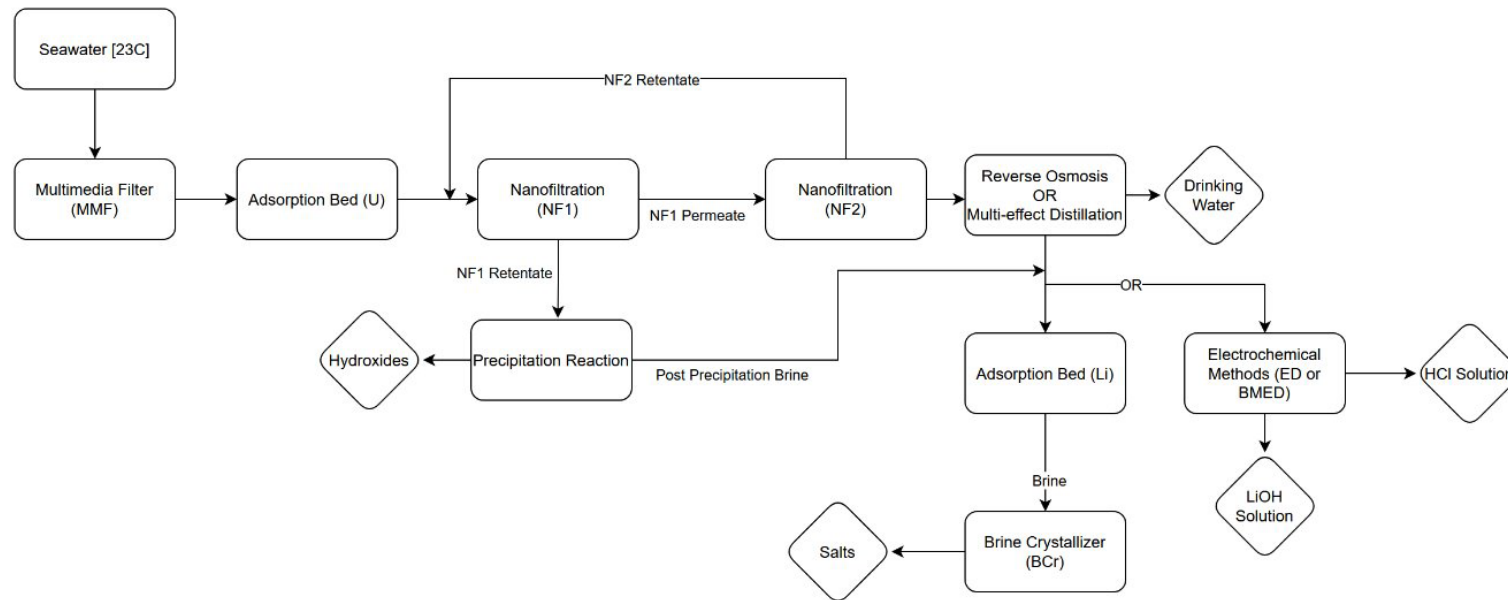 Seawater [23C]
NF2 Retentate
Multimedia Filter
(MMF)
Adsorption Bed (U)
Nanofiltration
(NF1)
NF1 Permeate
Nanofiltration
(NF2)
Reverse Osmosis
OR
Multi-effect Distillation
Drinking
Water
NF1 Retentate
OR
Hydroxides
Precipitation Reaction
Post Precipitation Brine
Adsorption Bed (Li)
Electrochemical
Methods (ED or
BMED)
HCl Solution
Brine
LiOH
Solution
Salts
Brine Crystallizer
(BCr)